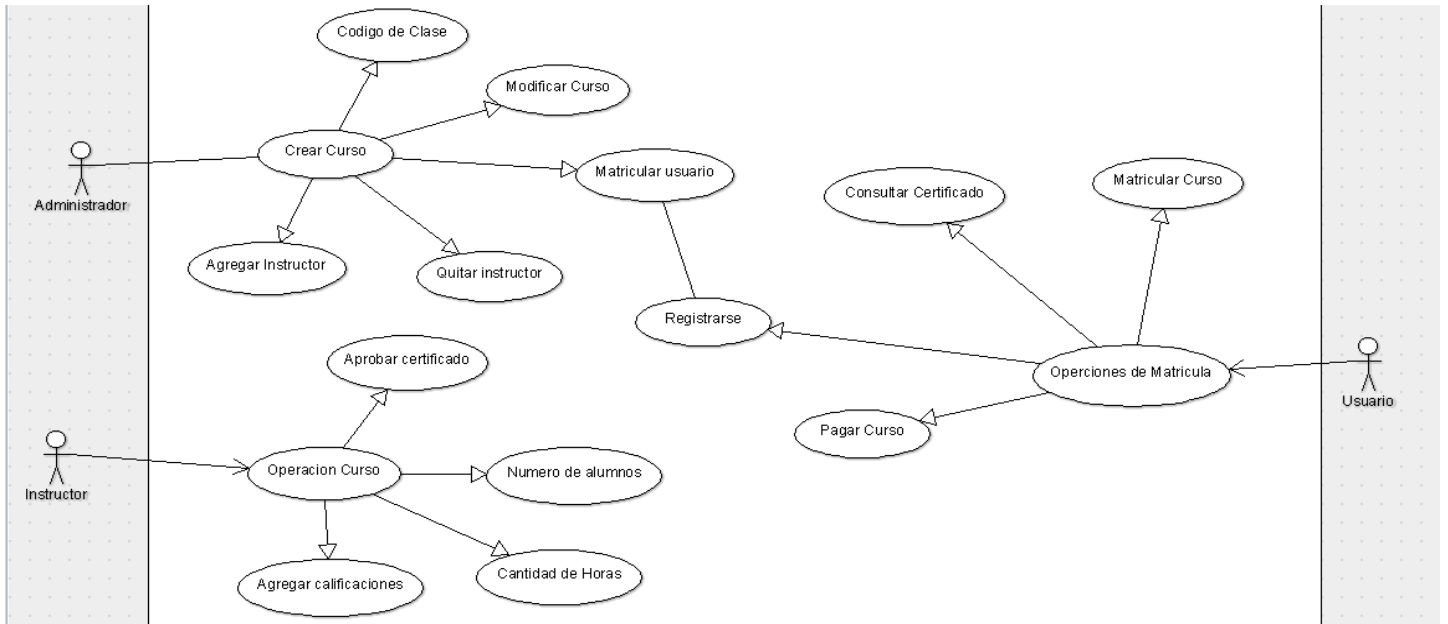 Codigo de Clase
Modificar Curso
Crear Curso
Matricular usuario
Administrador
Agregar Instructor
Quitar instructor
Consultar Certificado
Matricular Curso
Registrarse
Operciones de Matricula
Usuario
Pagar Curso
Aprobar certificado
Instructor
Operacion Curso
Numero de alumnos
Agregar calificaciones
Cantidad de Horas